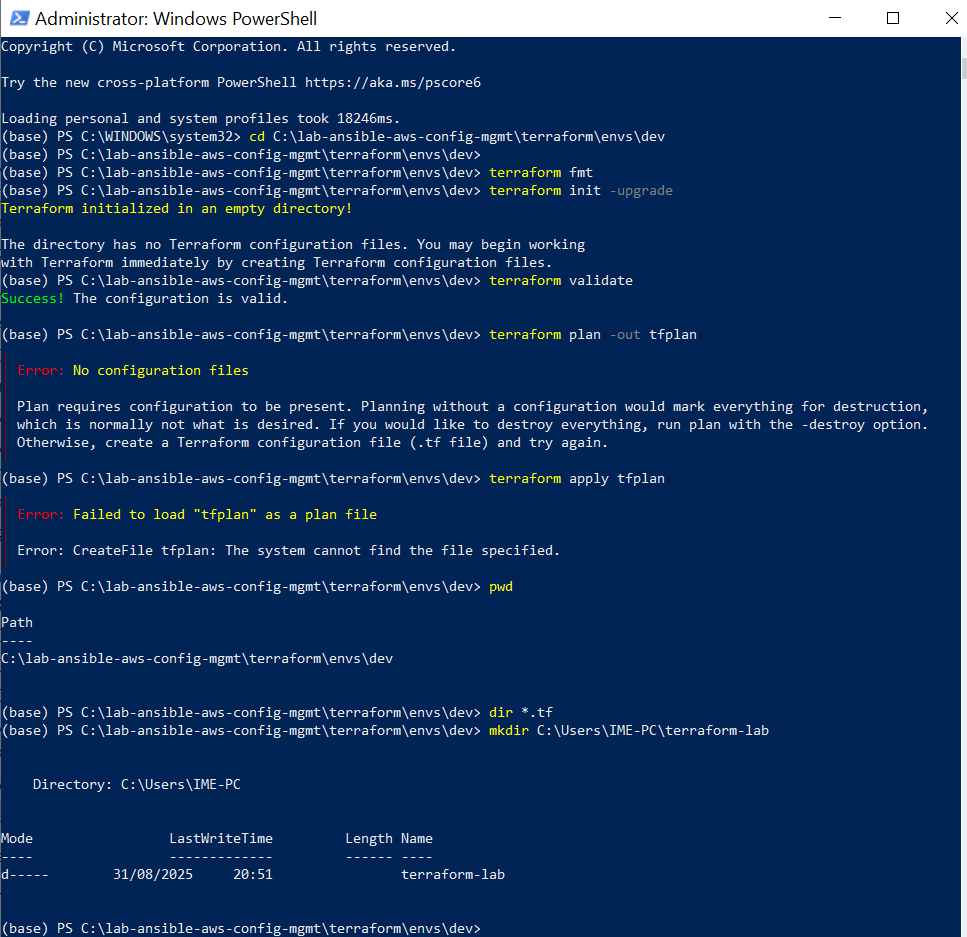 Administrator: Windows PowerShell
Copyright (C) Microsoft Corporation. All rights reserved.
Try the new cross-platform PowerShell https://aka.ms/pscore6
Loading personal and system profiles took 18246ms.
(base) PS C:\WINDOWS\system32> cd C:\lab-ansible-aws-config-mgmt\terraform\envs\dev
(base) PS C:\lab-ansible-aws-config-mgmt\terraform\envs\dev>
(base) PS C:\lab-ansible-aws-config-mgmt\terraform\envs\dev> terraform fmt
(base) PS C:\lab-ansible-aws-config-mgmt\terraform\envs\dev> terraform init -upgrade
Terraform initialized in an empty directory!
The directory has no Terraform configuration files. You may begin working
with Terraform immediately by creating Terraform configuration files.
(base) PS C:\lab-ansible-aws-config-mgmt\terraform\envs\dev> terraform validate
Success! The configuration is valid.
(base) PS C:\lab-ansible-aws-config-mgmt\terraform\envs\dev> terraform plan -out tfplan
Error: No configuration files
Plan requires configuration to be present. Planning without a configuration would mark everything for destruction,
which is normally not what is desired. If you would like to destroy everything, run plan with the -destroy option.
Otherwise, create a Terraform configuration file (.tf file) and try again.
(base) PS C:\lab-ansible-aws-config-mgmt\terraform\envs\dev> terraform apply tfplan
Error: Failed to load "tfplan" as a plan file
Error: CreateFile tfplan: The system cannot find the file specified.
(base) PS C:\lab-ansible-aws-config-mgmt\terraform\envs\dev> pwd
Path
----
C:\lab-ansible-aws-config-mgmt\terraform\envs\dev
(base) PS C:\lab-ansible-aws-config-mgmt\terraform\envs\dev> dir *.tf
(base) PS C:\lab-ansible-aws-config-mgmt\terraform\envs\dev> mkdir C:\Users\IME-PC\terraform-lab
Directory: C:\Users\IME-PC
Mode LastWriteTime Length Name
---- ------------- ------ ----
d----- 31/08/2025 20:51 terraform-lab
(base) PS C:\lab-ansible-aws-config-mgmt\terraform\envs\dev>